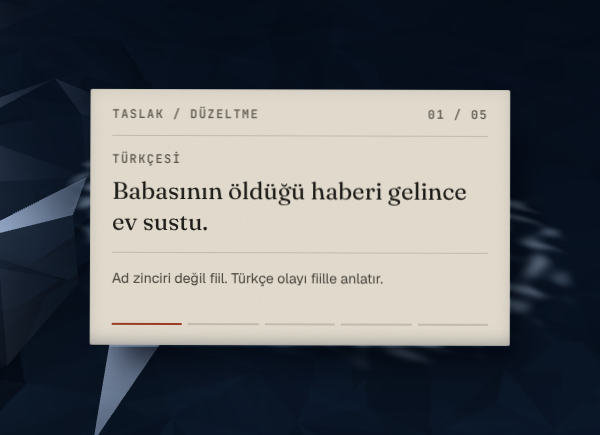 TASLAK / DÜZELTME
01 / 05
TÜRKÇESİ
Babasının öldüğü haberi gelince
ev sustu.
Ad zinciri değil fiil. Türkçe olayı fiille anlatır.